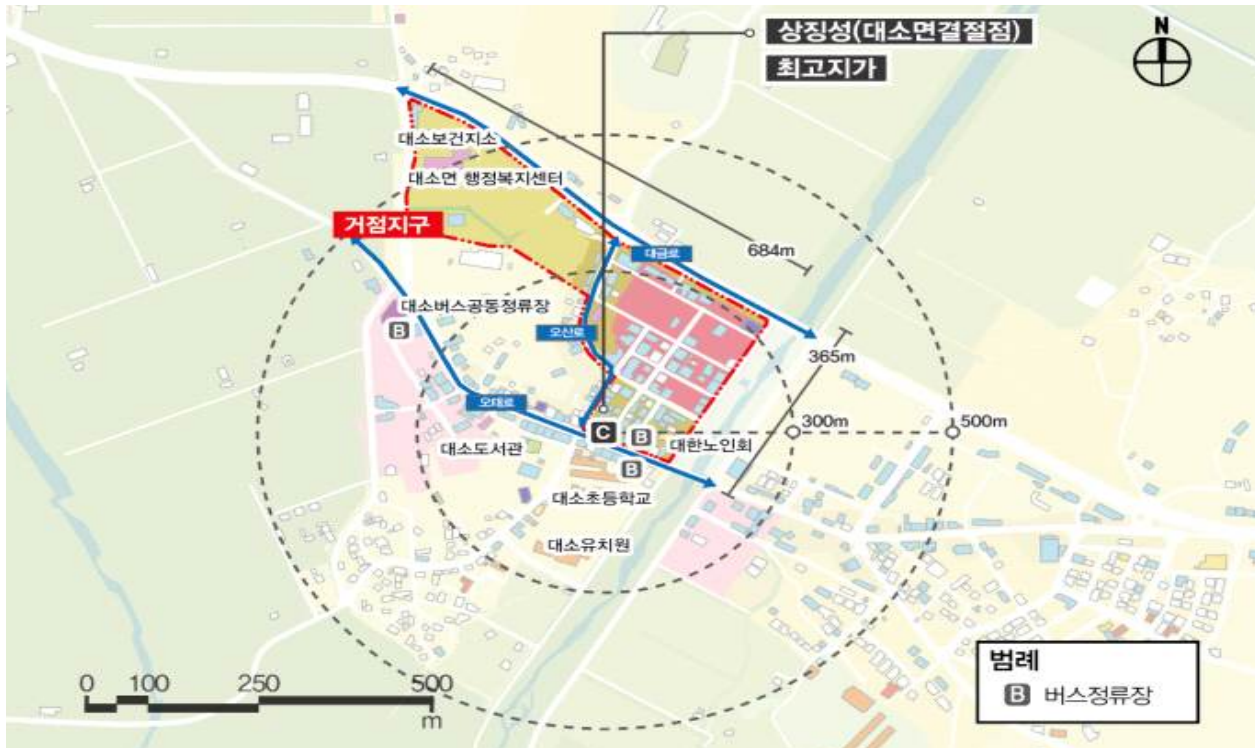 상징성(대소면결절점)
최고지가
N
대소보건지소
대소면 행정복지센터
거점지구
684m
대금로
대소버스공동정류장
B
오산로
365m
300m
500m
오태로
C
B
대한노인회
대소도서관
B
대소초등학교
대소유치원
범례
B 버스정류장
0 100 250 500
m